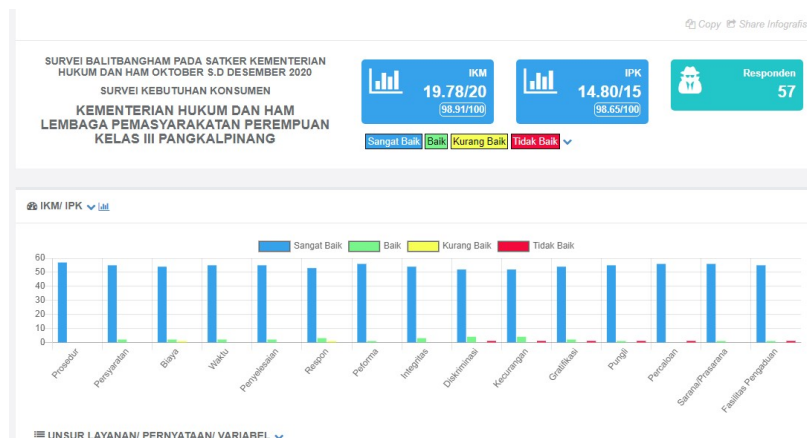 Copy Share Infografis
SURVEI BALITBANGHAM PADA SATKER KEMENTERIAN
HUKUM DAN HAM OKTOBER S.D DESEMBER 2020
SURVEI KEBUTUHAN KONSUMEN
KEMENTERIAN HUKUM DAN HAM
LEMBAGA PEMASYARAKATAN PEREMPUAN
KELAS III PANGKALPINANG
IKM
19.78/20
98.91/100
IPK
14.80/15
98.65/100
Responden
57
Sangat Baik Baik Kurang Baik Tidak Baik
IKM/ IPK
Sangat Baik Baik Kurang Baik Tidak Baik
60
50
40
30
20
10
0
Prosedur
Persyaratan
Biaya
Waktu
Penyelesaian
Respon
Peforma
Integritas
Diskriminasi
Kecurangan
Gratifikasi
Pungli
Percaloan
Sarana/Prasarana
Fasilitas Pengaduan
UNSUR LAYANAN/ PERNYATAAN/ VARIABEL